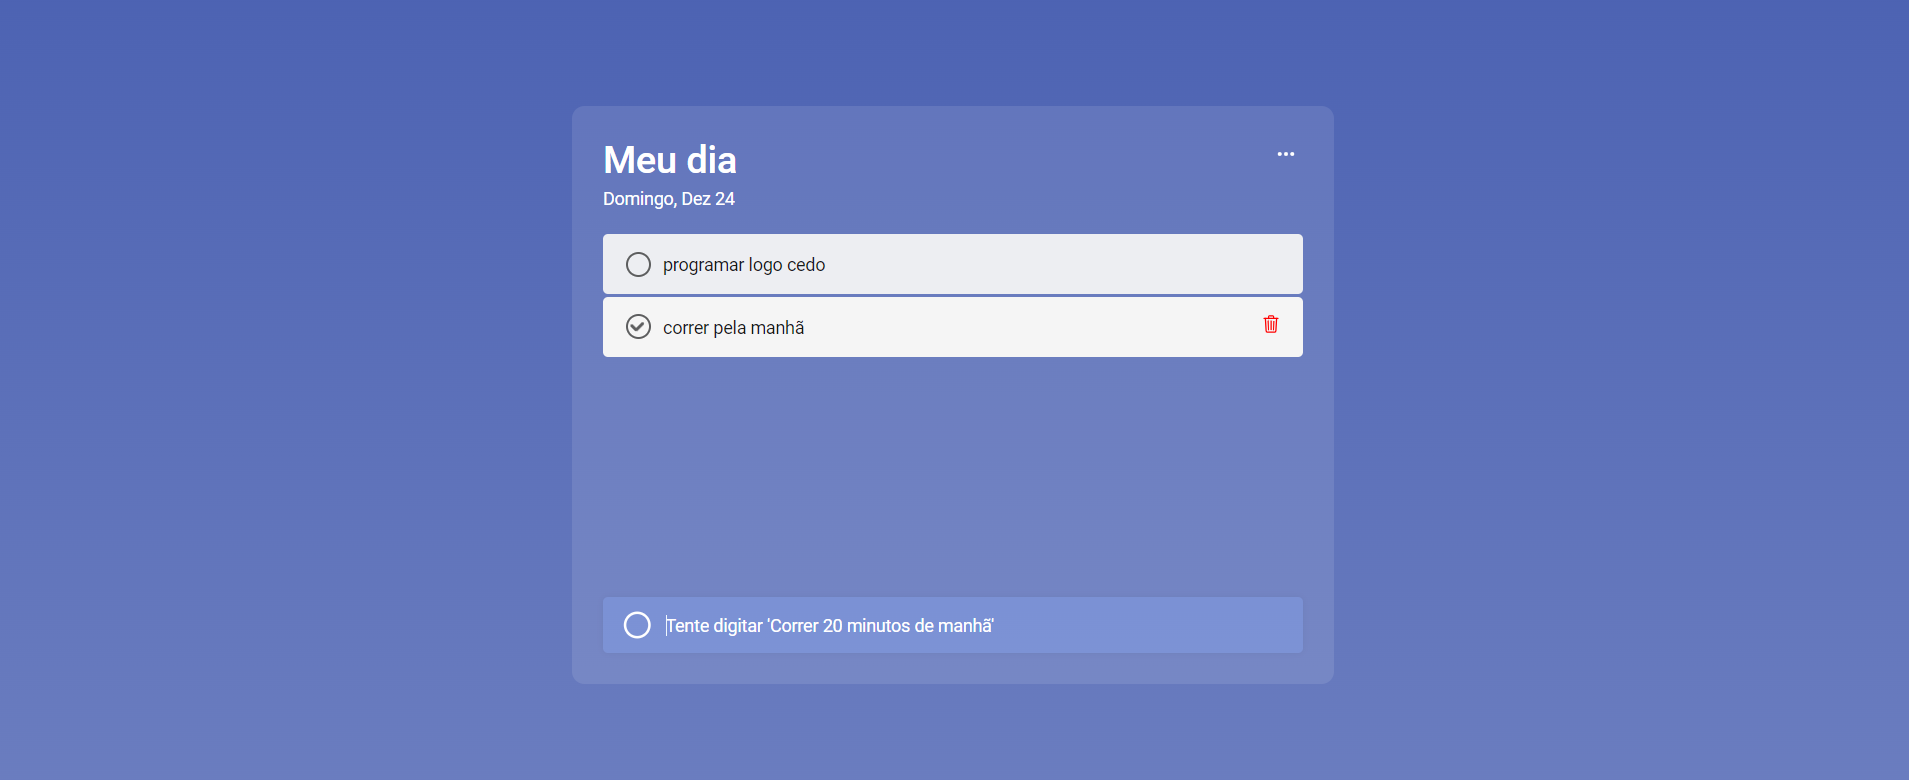 Meu dia
Domingo, Dez 24
programar logo cedo
correr pela manhã
Tente digitar 'Correr 20 minutos de manhã'